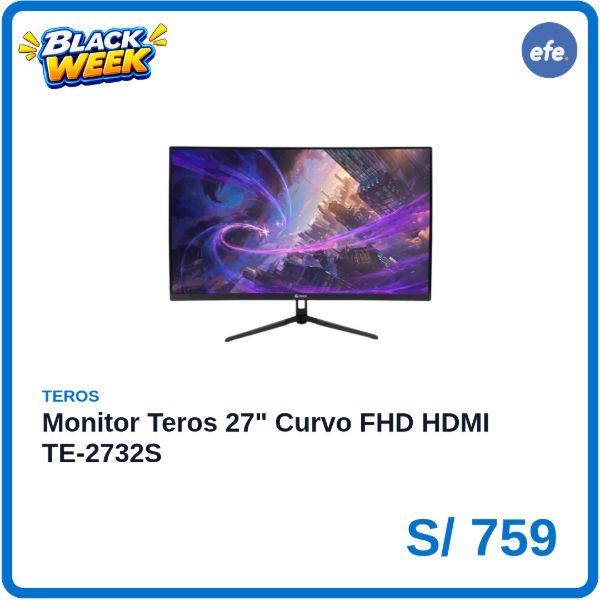 BLACK
WEEK
efe.
TEROS
Monitor Teros 27" Curvo FHD HDMI
TE-2732S
S/ 759